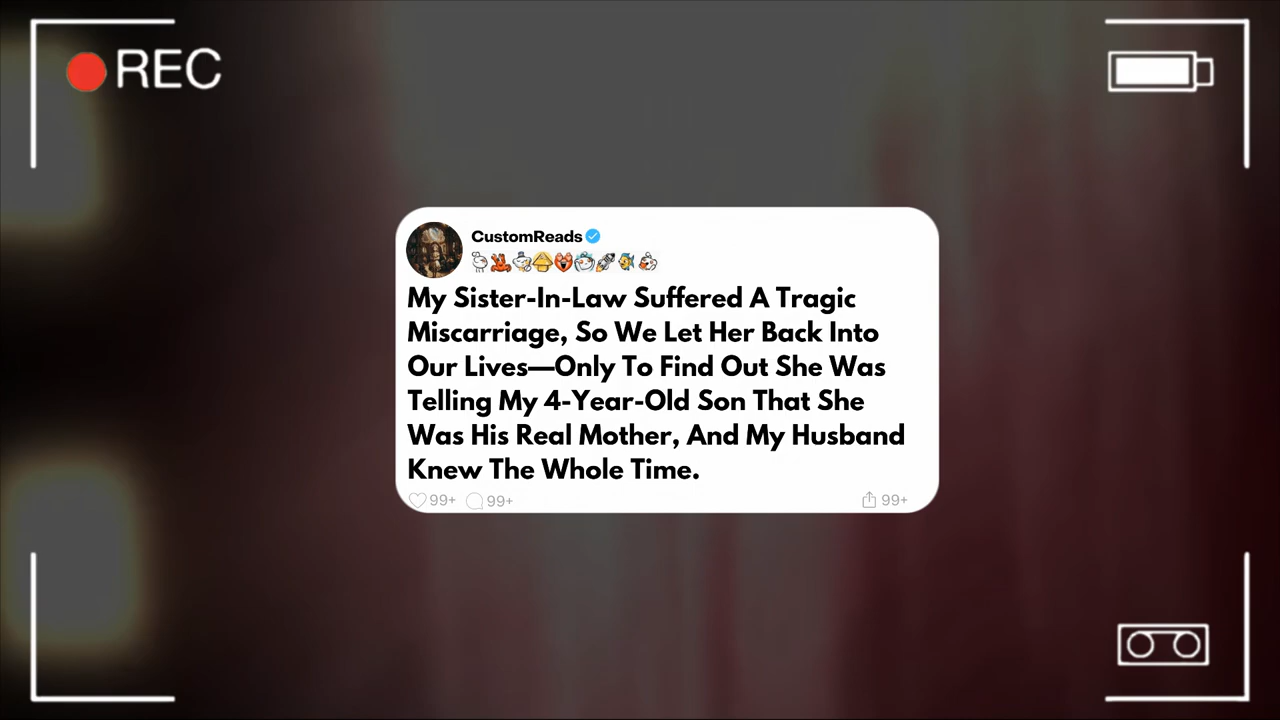 REC
CustomReads
My Sister-In-Law Suffered A Tragic
Miscarriage, So We Let Her Back Into
Our Lives—Only To Find Out She Was
Telling My 4-Year-Old Son That She
Was His Real Mother, And My Husband
Knew The Whole Time.
99+ 99+ 99+